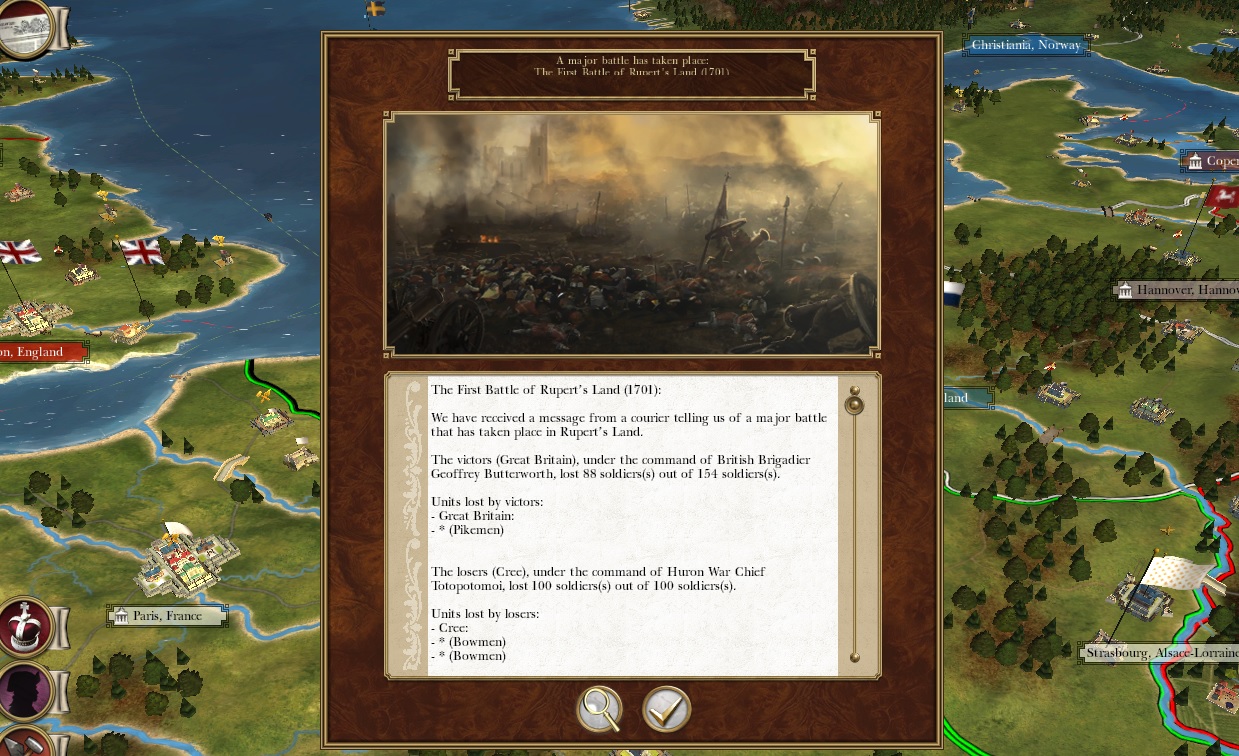 A major battle has taken place:
The First Battle of Rupert's Land (1701)
The First Battle of Rupert's Land (1701):
We have received a message from a courier telling us of a major battle
that has taken place in Rupert's Land.
The victors (Great Britain), under the command of British Brigadier
Geoffrey Butterworth, lost 88 soldiers(s) out of 154 soldiers(s).
Units lost by victors:
- Great Britain:
- * (Pikemen)
The losers (Cree), under the command of Huron War Chief
Totopotomoi, lost 100 soldiers(s) out of 100 soldiers(s).
Units lost by losers:
- Cree:
- * (Bowmen)
- * (Bowmen)
Christiania, Norway
Cope
Hannover, Hannov
land
on, England
Paris, France
Strasbourg, Alsace-Lorraine